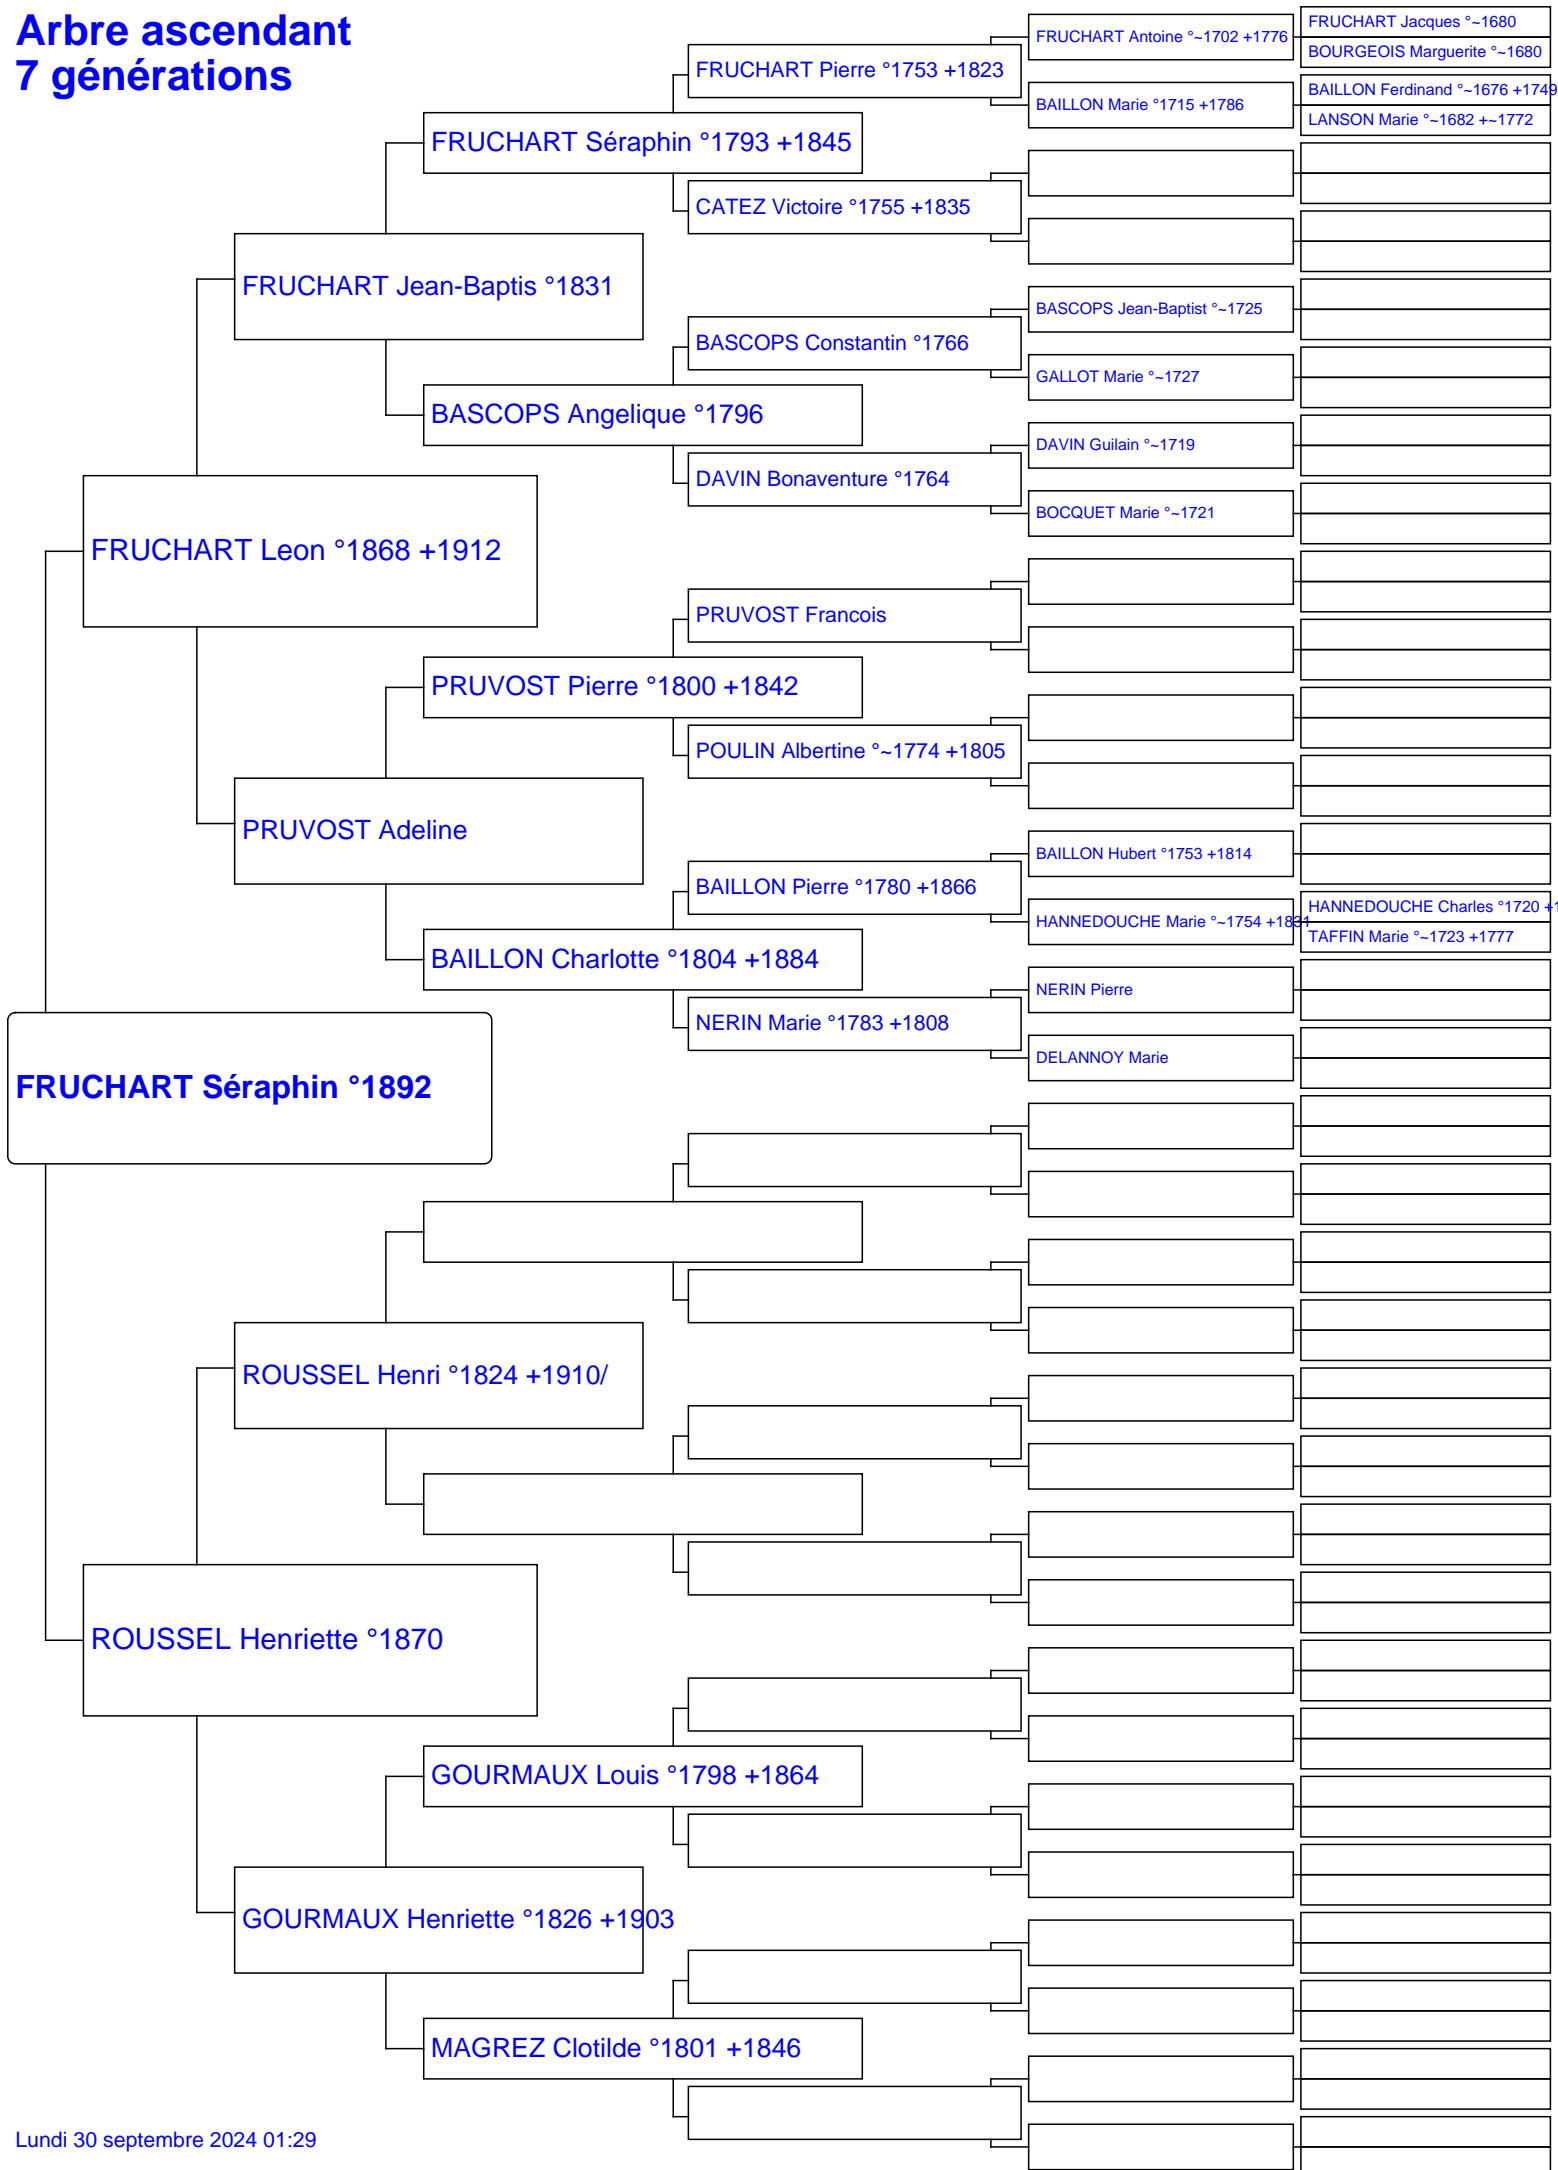 Arbre ascendant
7 générations
FRUCHART Jacques °~1680
FRUCHART Antoine °~1702 +1776
BOURGEOIS Marguerite °~1680
FRUCHART Pierre °1753 +1823
BAILLON Ferdinand °~1676 +1749
BAILLON Marie °1715 +1786
LANSON Marie °~1682 +~1772
FRUCHART Séraphin °1793 +1845
CATEZ Victoire °1755 +1835
FRUCHART Jean-Baptis °1831
BASCOPS Jean-Baptist °~1725
BASCOPS Constantin °1766
GALLOT Marie °~1727
BASCOPS Angelique °1796
DAVIN Guilain °~1719
DAVIN Bonaventure °1764
BOCQUET Marie °~1721
FRUCHART Leon °1868 +1912
PRUVOST Francois
PRUVOST Pierre °1800 +1842
POULIN Albertine °~1774 +1805
PRUVOST Adeline
BAILLON Hubert °1753 +1814
BAILLON Pierre °1780 +1866
HANNEDOUCHE Charles °1720 +1
HANNEDOUCHE Marie °~1754 +1831
TAFFIN Marie °~1723 +1777
BAILLON Charlotte °1804 +1884
NERIN Pierre
NERIN Marie °1783 +1808
DELANNOY Marie
FRUCHART Séraphin °1892
ROUSSEL Henri °1824 +1910/
ROUSSEL Henriette °1870
GOURMAUX Louis °1798 +1864
GOURMAUX Henriette °1826 +1903
MAGREZ Clotilde °1801 +1846
Lundi 30 septembre 2024 01:29